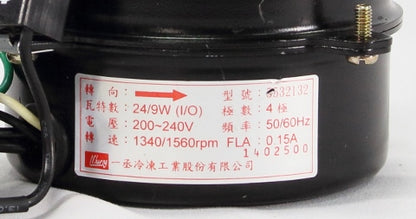 轉 向: 型 號: 8832132
瓦特數: 24/9W (I/O) 極 數: 4 極
電 壓: 200~240V 頻 率: 50/60Hz
轉 速: 1340/1560rpm FLA: 0.15A
1402500
一丞冷凍工業股份有限公司